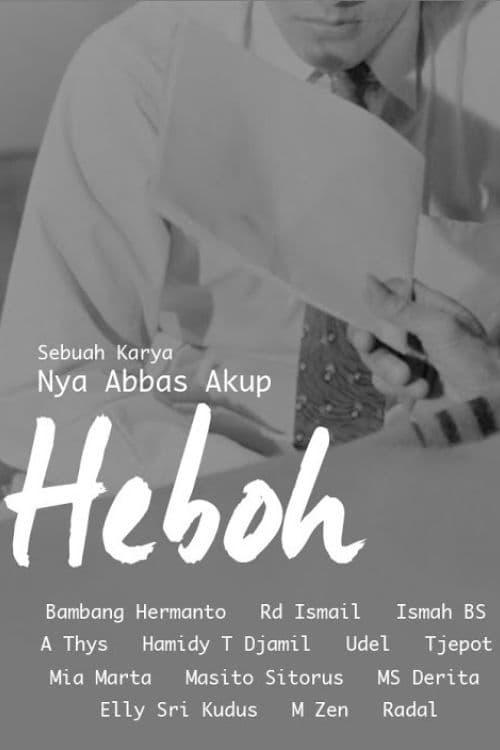 Sebuah Karya
Nya Abbas Akup
Heboh
Bambang Hermanto Rd Ismail Ismah BS
A Thys Hamidy T Djamil Udel Tjepot
Mia Marta Masito Sitorus MS Derita
Elly Sri Kudus M Zen Radal